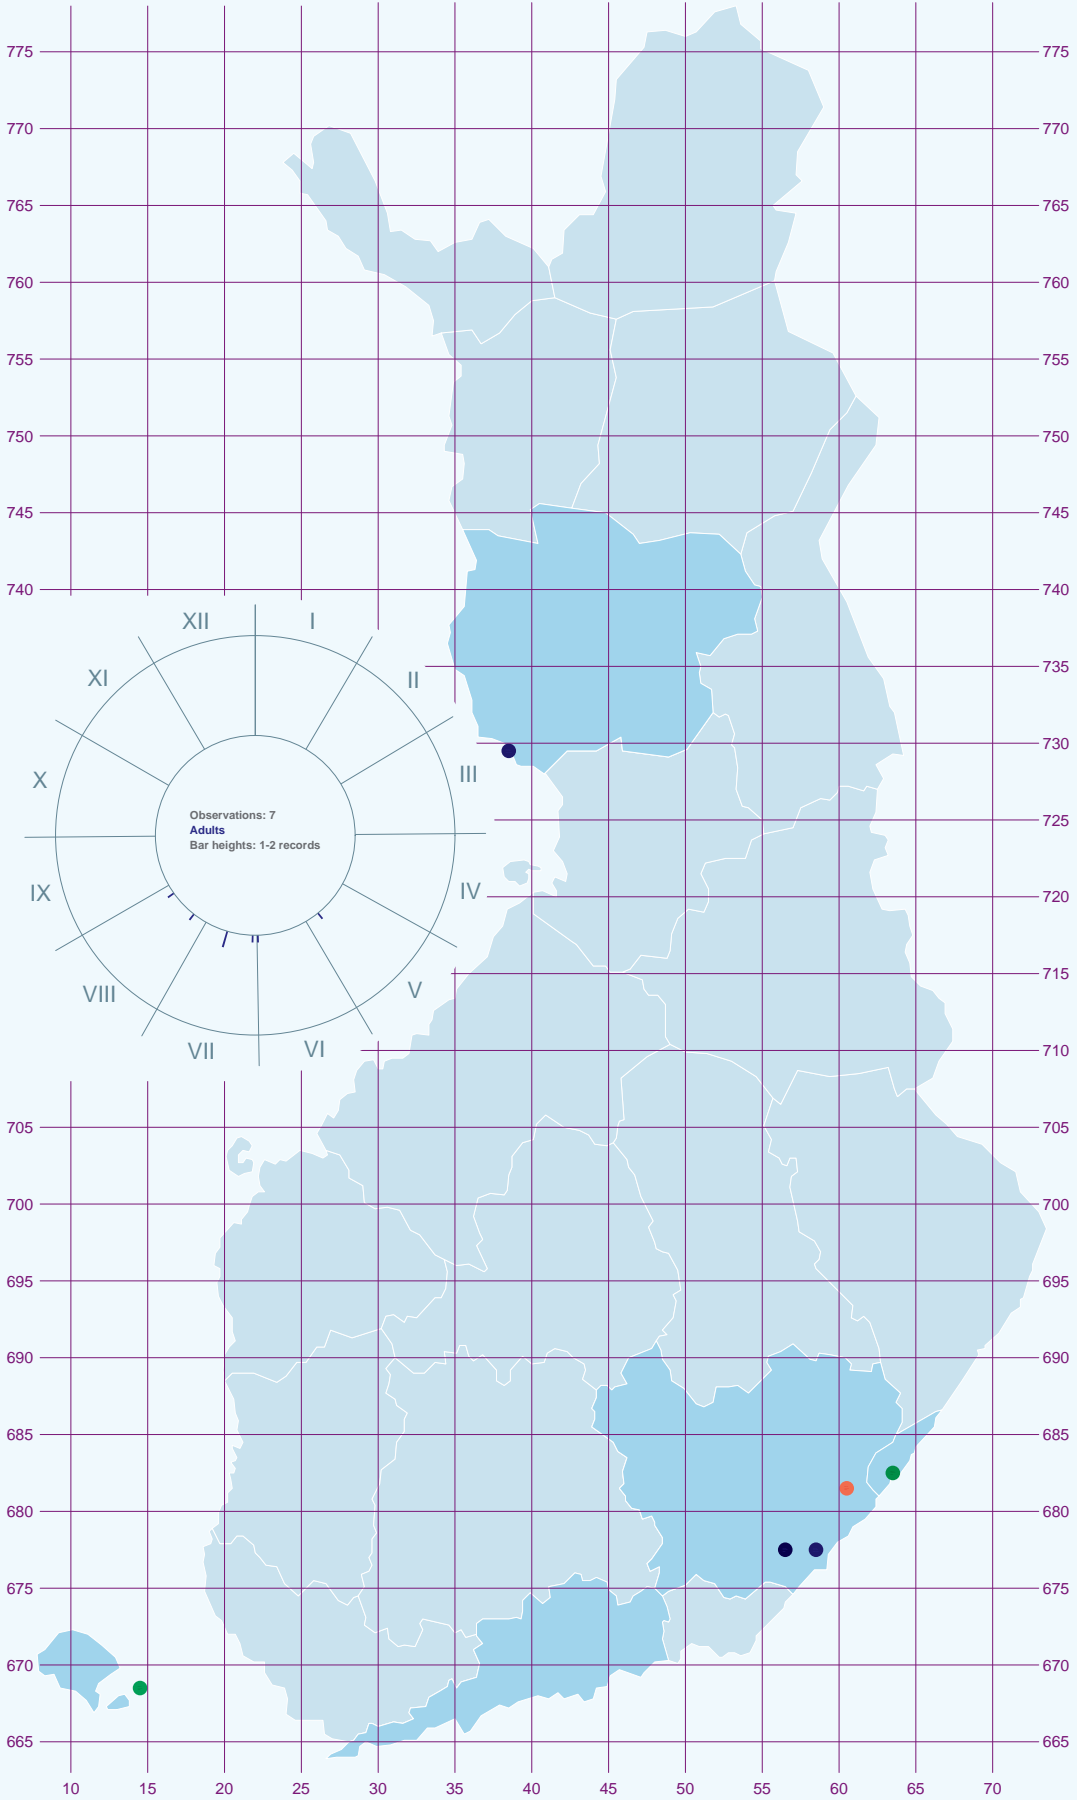 775 775
770 770
765 765
760 760
755 755
750 750
745 745
740 740
XII I
XI II
735
730
X III
Observations: 7
Adults
Bar heights: 1-2 records
725
IX IV
720
715
VIII V
VII VI
710
705 705
700 700
695 695
690 690
685 685
680 680
675 675
670 670
665 665
10 15 20 25 30 35 40 45 50 55 60 65 70